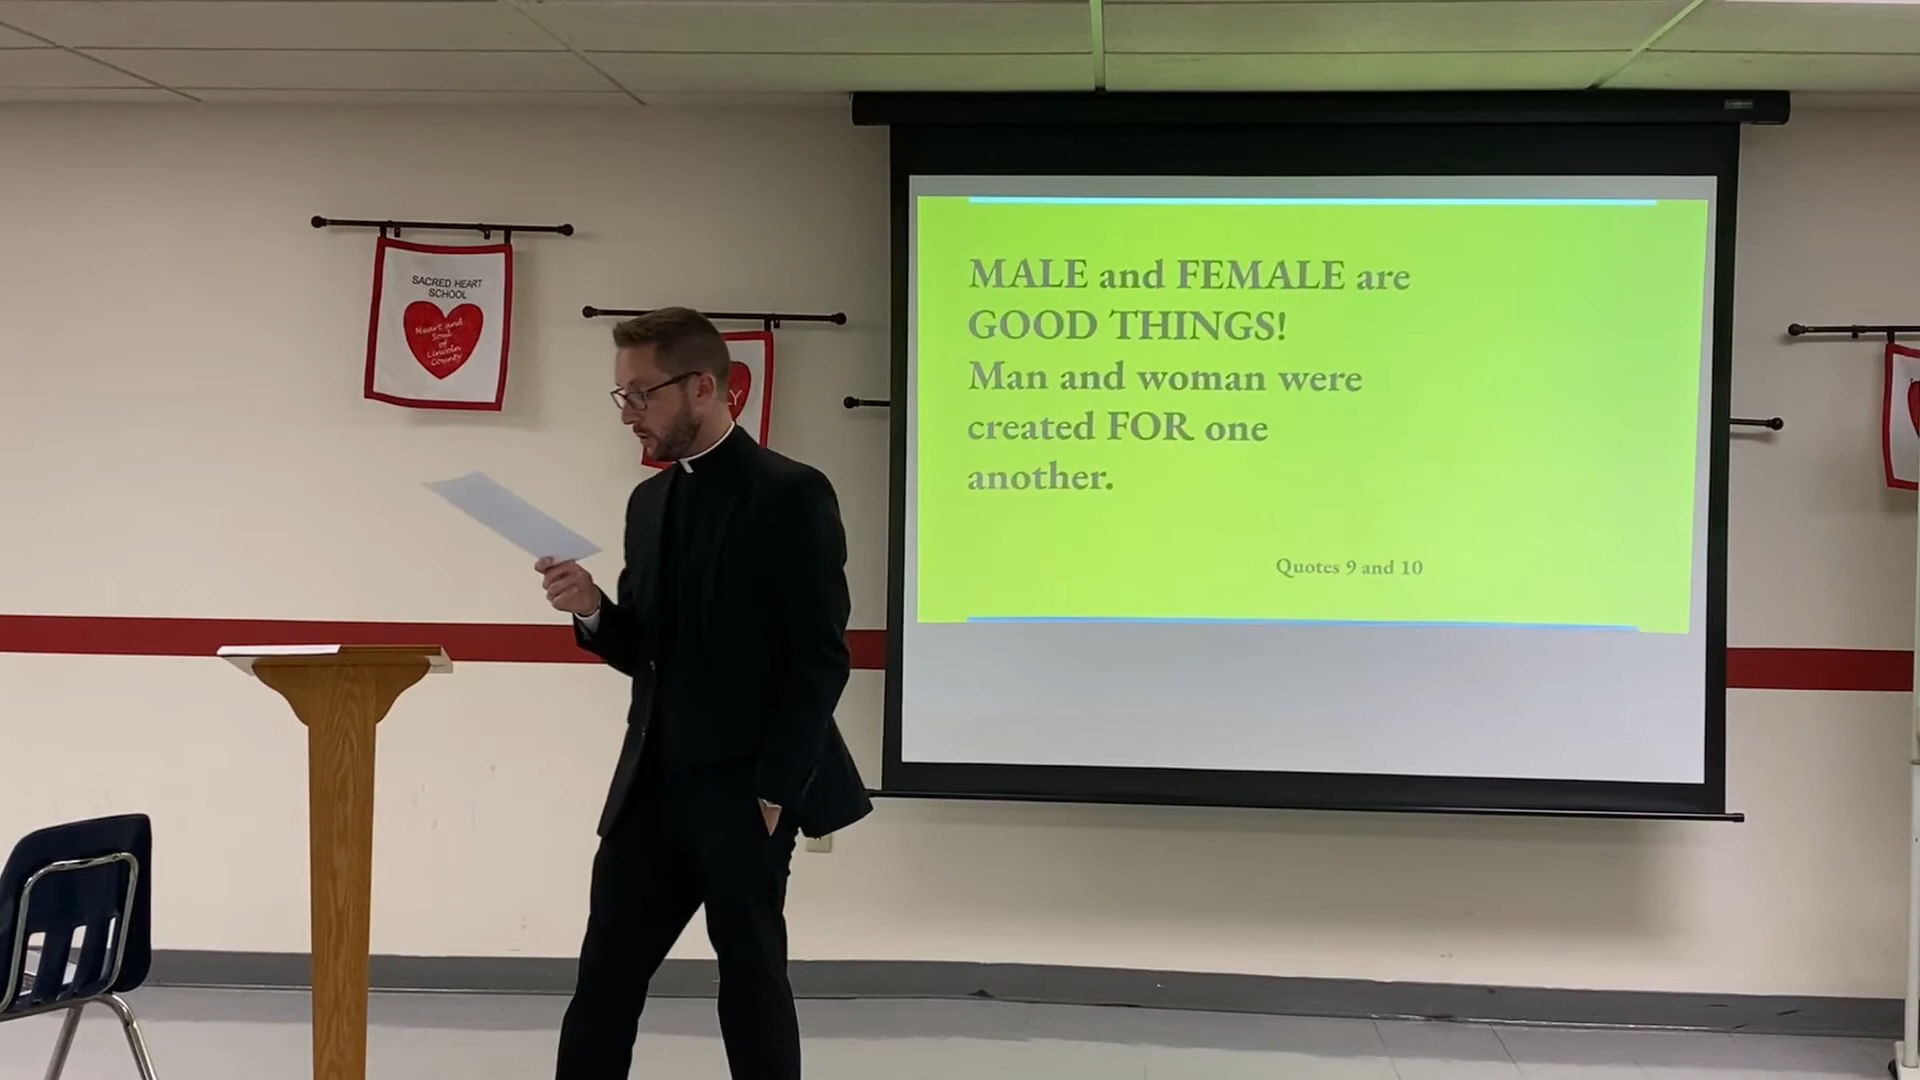 SACRED HEART
SCHOOL
Heart and
Soul
of
Lincoln
County
LY
MALE and FEMALE are
GOOD THINGS!
Man and woman were
created FOR one
another.
Quotes 9 and 10